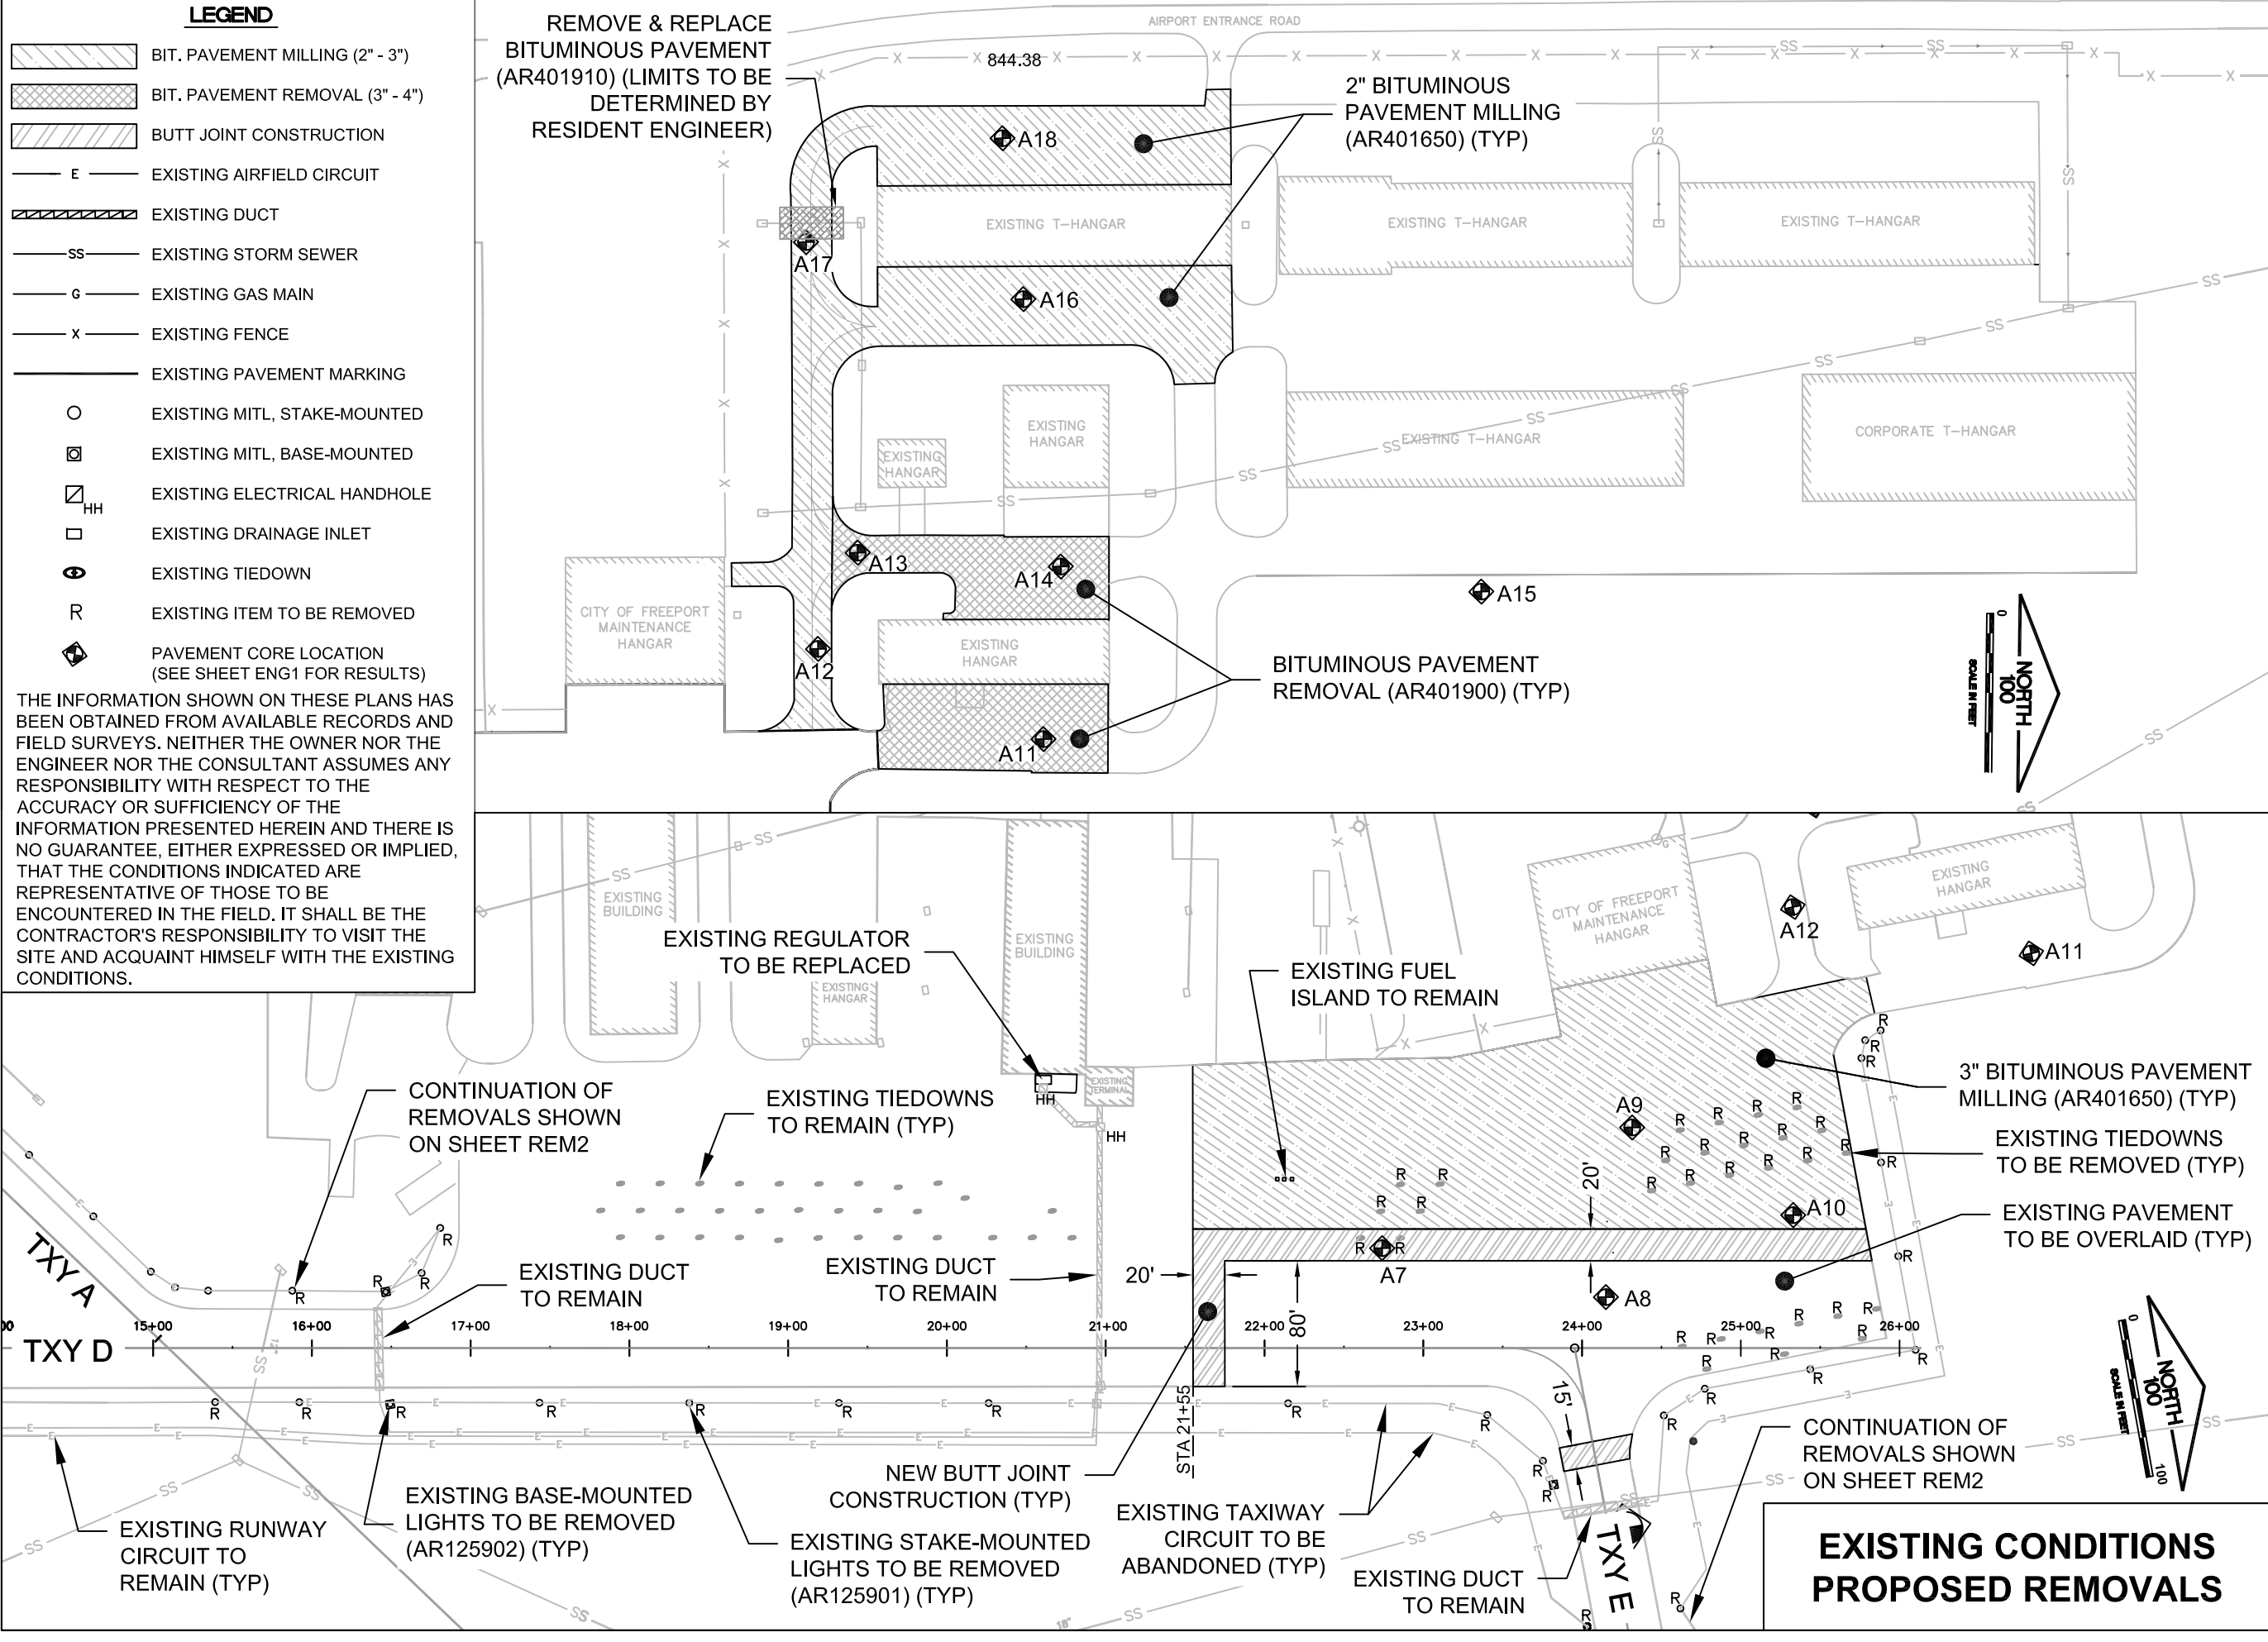 LEGEND
BIT. PAVEMENT MILLING (2" - 3")
BIT. PAVEMENT REMOVAL (3" - 4")
BUTT JOINT CONSTRUCTION
E EXISTING AIRFIELD CIRCUIT
EXISTING DUCT
SS EXISTING STORM SEWER
G EXISTING GAS MAIN
X EXISTING FENCE
EXISTING PAVEMENT MARKING
EXISTING MITL, STAKE-MOUNTED
EXISTING MITL, BASE-MOUNTED
HH EXISTING ELECTRICAL HANDHOLE
EXISTING DRAINAGE INLET
EXISTING TIEDOWN
R EXISTING ITEM TO BE REMOVED
PAVEMENT CORE LOCATION
(SEE SHEET ENG1 FOR RESULTS)
THE INFORMATION SHOWN ON THESE PLANS HAS
BEEN OBTAINED FROM AVAILABLE RECORDS AND
FIELD SURVEYS. NEITHER THE OWNER NOR THE
ENGINEER NOR THE CONSULTANT ASSUMES ANY
RESPONSIBILITY WITH RESPECT TO THE
ACCURACY OR SUFFICIENCY OF THE
INFORMATION PRESENTED HEREIN AND THERE IS
NO GUARANTEE, EITHER EXPRESSED OR IMPLIED,
THAT THE CONDITIONS INDICATED ARE
REPRESENTATIVE OF THOSE TO BE
ENCOUNTERED IN THE FIELD. IT SHALL BE THE
CONTRACTOR'S RESPONSIBILITY TO VISIT THE
SITE AND ACQUAINT HIMSELF WITH THE EXISTING
CONDITIONS.
REMOVE & REPLACE
BITUMINOUS PAVEMENT
(AR401910) (LIMITS TO BE
DETERMINED BY
RESIDENT ENGINEER)
AIRPORT ENTRANCE ROAD
844.38
2" BITUMINOUS
PAVEMENT MILLING
(AR401650) (TYP)
A18
EXISTING T-HANGAR
EXISTING T-HANGAR
EXISTING T-HANGAR
A17
A16
EXISTING
HANGAR
EXISTING
HANGAR
EXISTING T-HANGAR
CORPORATE T-HANGAR
A13
A14
A15
CITY OF FREEPORT
MAINTENANCE
HANGAR
EXISTING
HANGAR
A12
BITUMINOUS PAVEMENT
REMOVAL (AR401900) (TYP)
A11
0
NORTH
100
SCALE IN FEET
EXISTING
BUILDING
EXISTING REGULATOR
TO BE REPLACED
EXISTING
BUILDING
EXISTING
HANGAR
EXISTING
TERMINAL
HH
HH
EXISTING FUEL
ISLAND TO REMAIN
CITY OF FREEPORT
MAINTENANCE
HANGAR
EXISTING
HANGAR
A12
A11
CONTINUATION OF
REMOVALS SHOWN
ON SHEET REM2
EXISTING TIEDOWNS
TO REMAIN (TYP)
3" BITUMINOUS PAVEMENT
MILLING (AR401650) (TYP)
A9
EXISTING TIEDOWNS
TO BE REMOVED (TYP)
20'
A10
EXISTING PAVEMENT
TO BE OVERLAID (TYP)
EXISTING DUCT
TO REMAIN
EXISTING DUCT
TO REMAIN
20'
A7
A8
80'
TXY A
TXY D
15+00 16+00 17+00 18+00 19+00 20+00 21+00 22+00 23+00 24+00 25+00 26+00
12"
STA 21+55
15'
0
NORTH
100
SCALE IN FEET
100
EXISTING RUNWAY
CIRCUIT TO
REMAIN (TYP)
EXISTING BASE-MOUNTED
LIGHTS TO BE REMOVED
(AR125902) (TYP)
NEW BUTT JOINT
CONSTRUCTION (TYP)
EXISTING STAKE-MOUNTED
LIGHTS TO BE REMOVED
(AR125901) (TYP)
EXISTING TAXIWAY
CIRCUIT TO BE
ABANDONED (TYP)
EXISTING DUCT
TO REMAIN
TXY E
CONTINUATION OF
REMOVALS SHOWN
ON SHEET REM2
18"
EXISTING CONDITIONS
PROPOSED REMOVALS